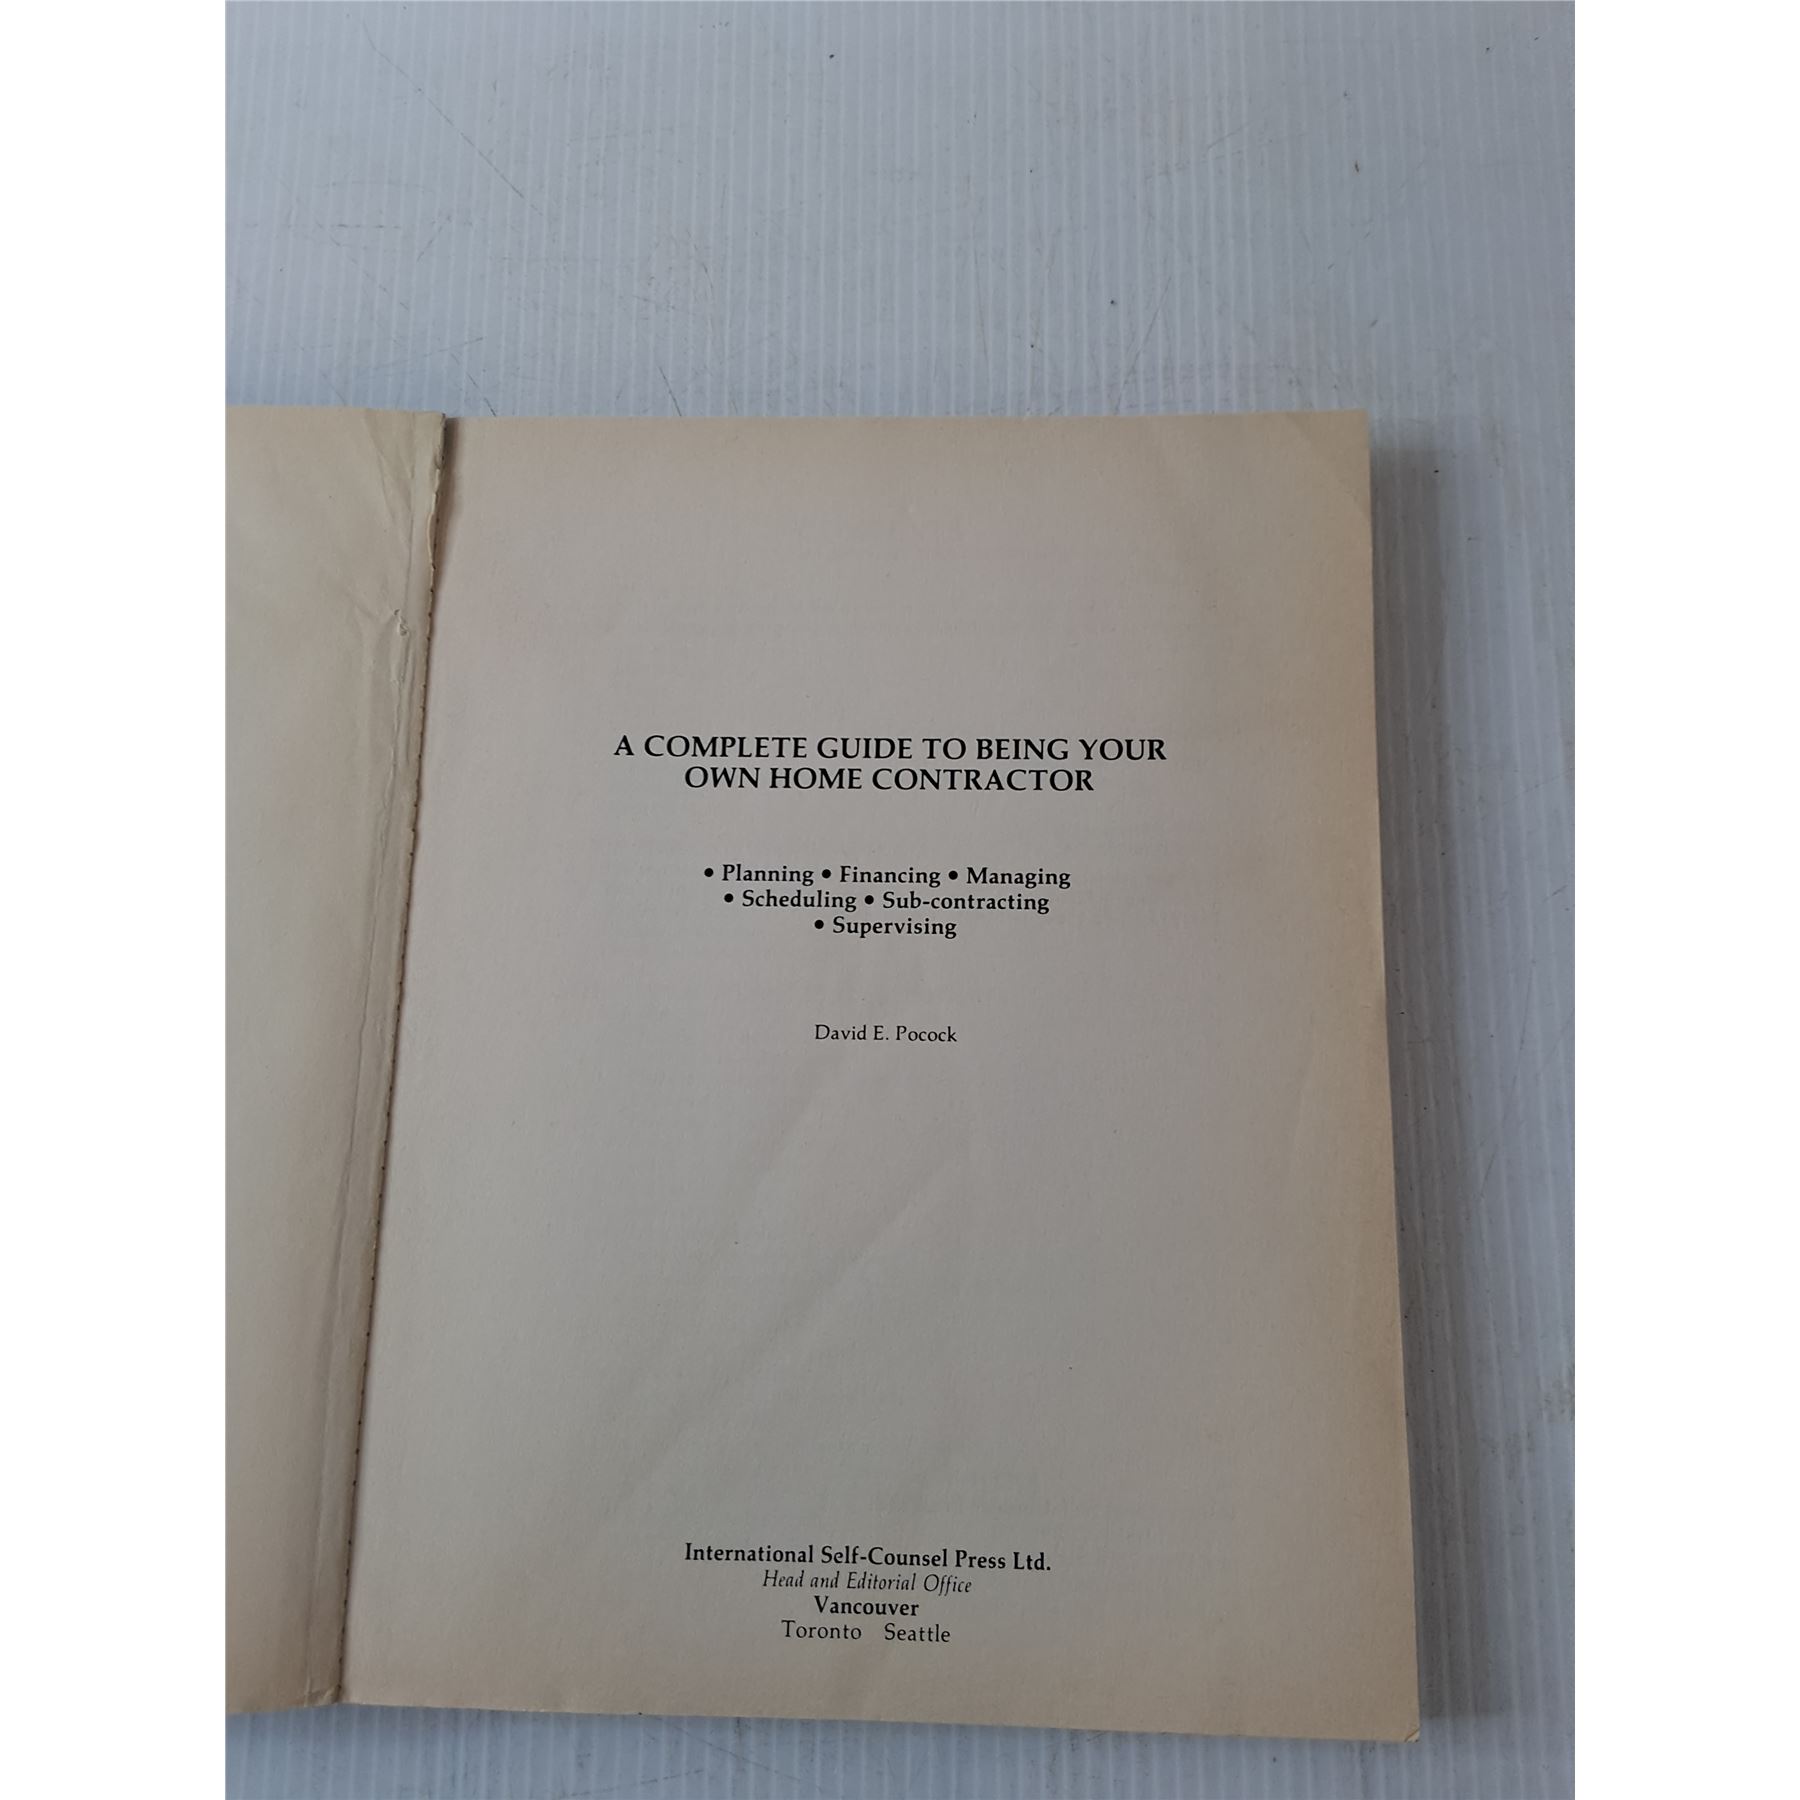 A COMPLETE GUIDE TO BEING YOUR
OWN HOME CONTRACTOR
• Planning • Financing • Managing
• Scheduling • Sub-contracting
• Supervising
David E. Pocock
International Self-Counsel Press Ltd.
Head and Editorial Office
Vancouver
Toronto Seattle